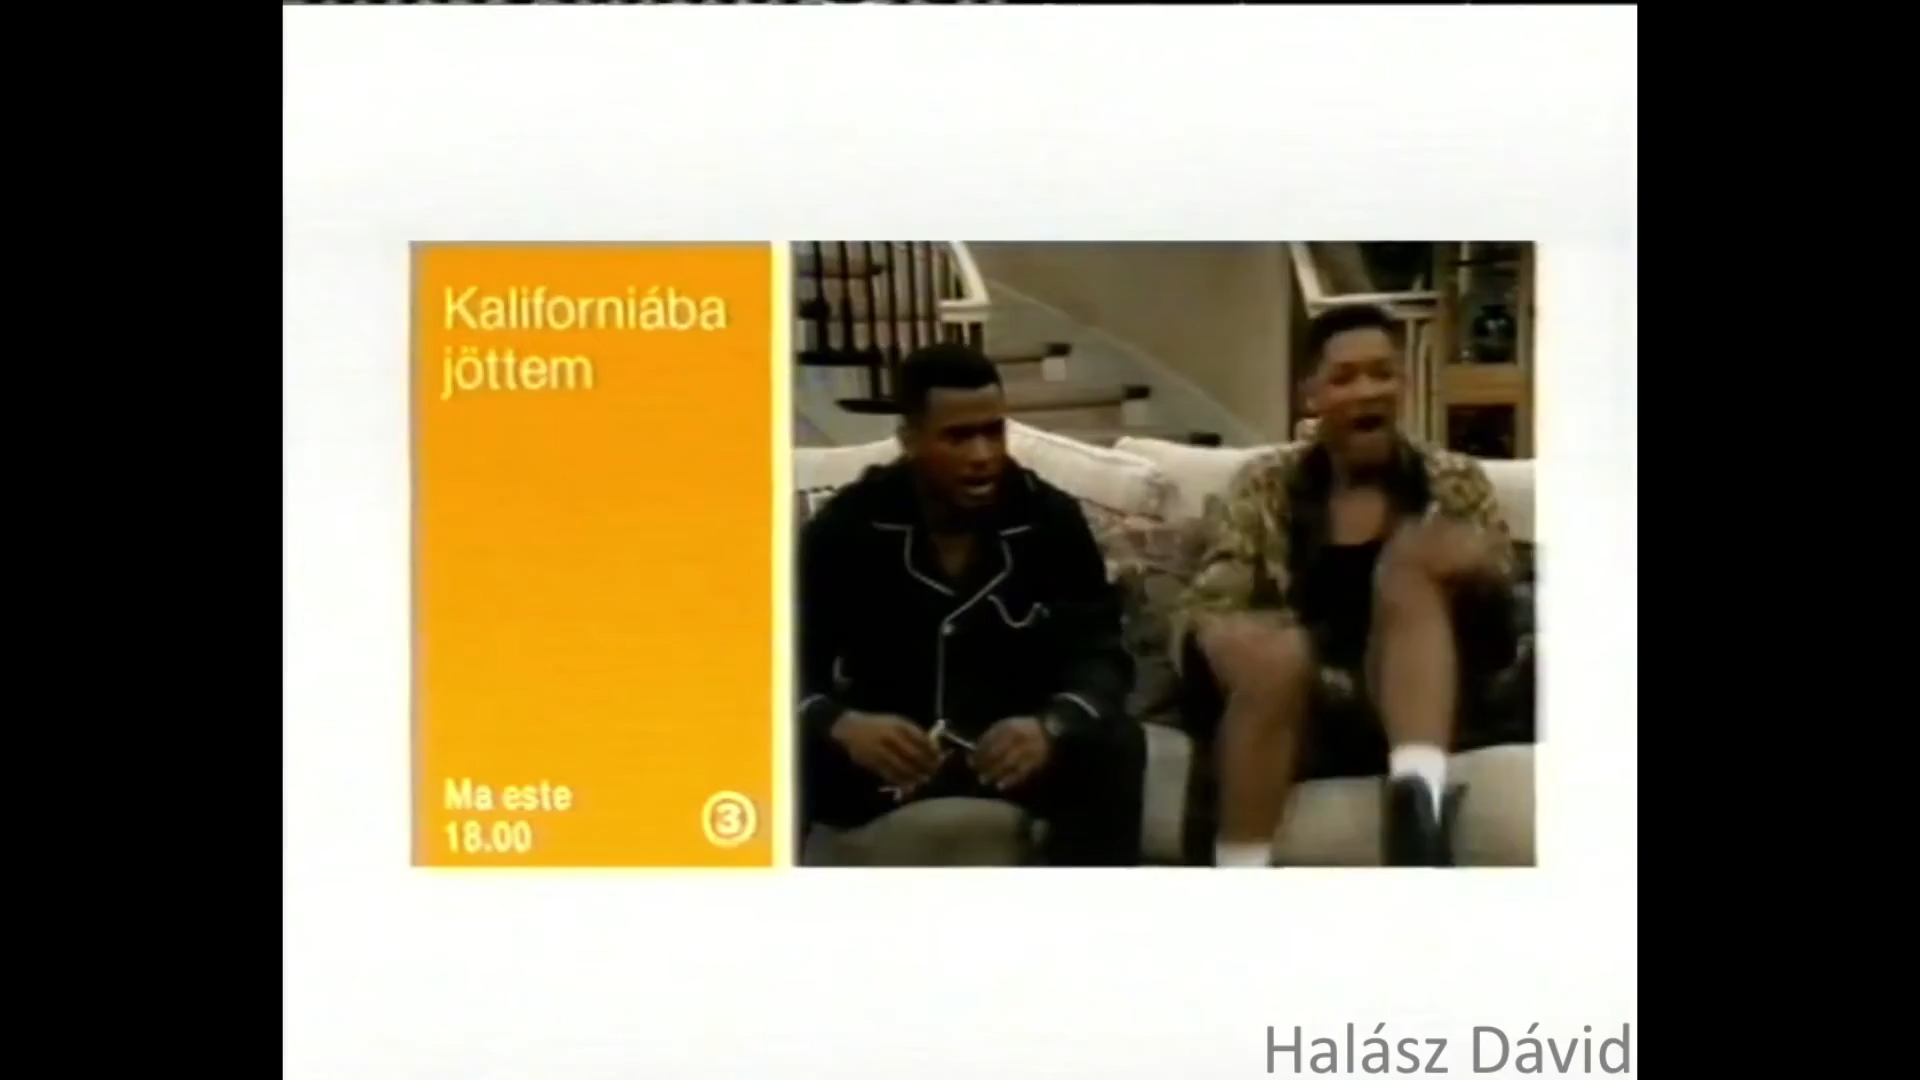 Kaliforniába
jöttem
Ma este
18.00
3
Halász Dávid